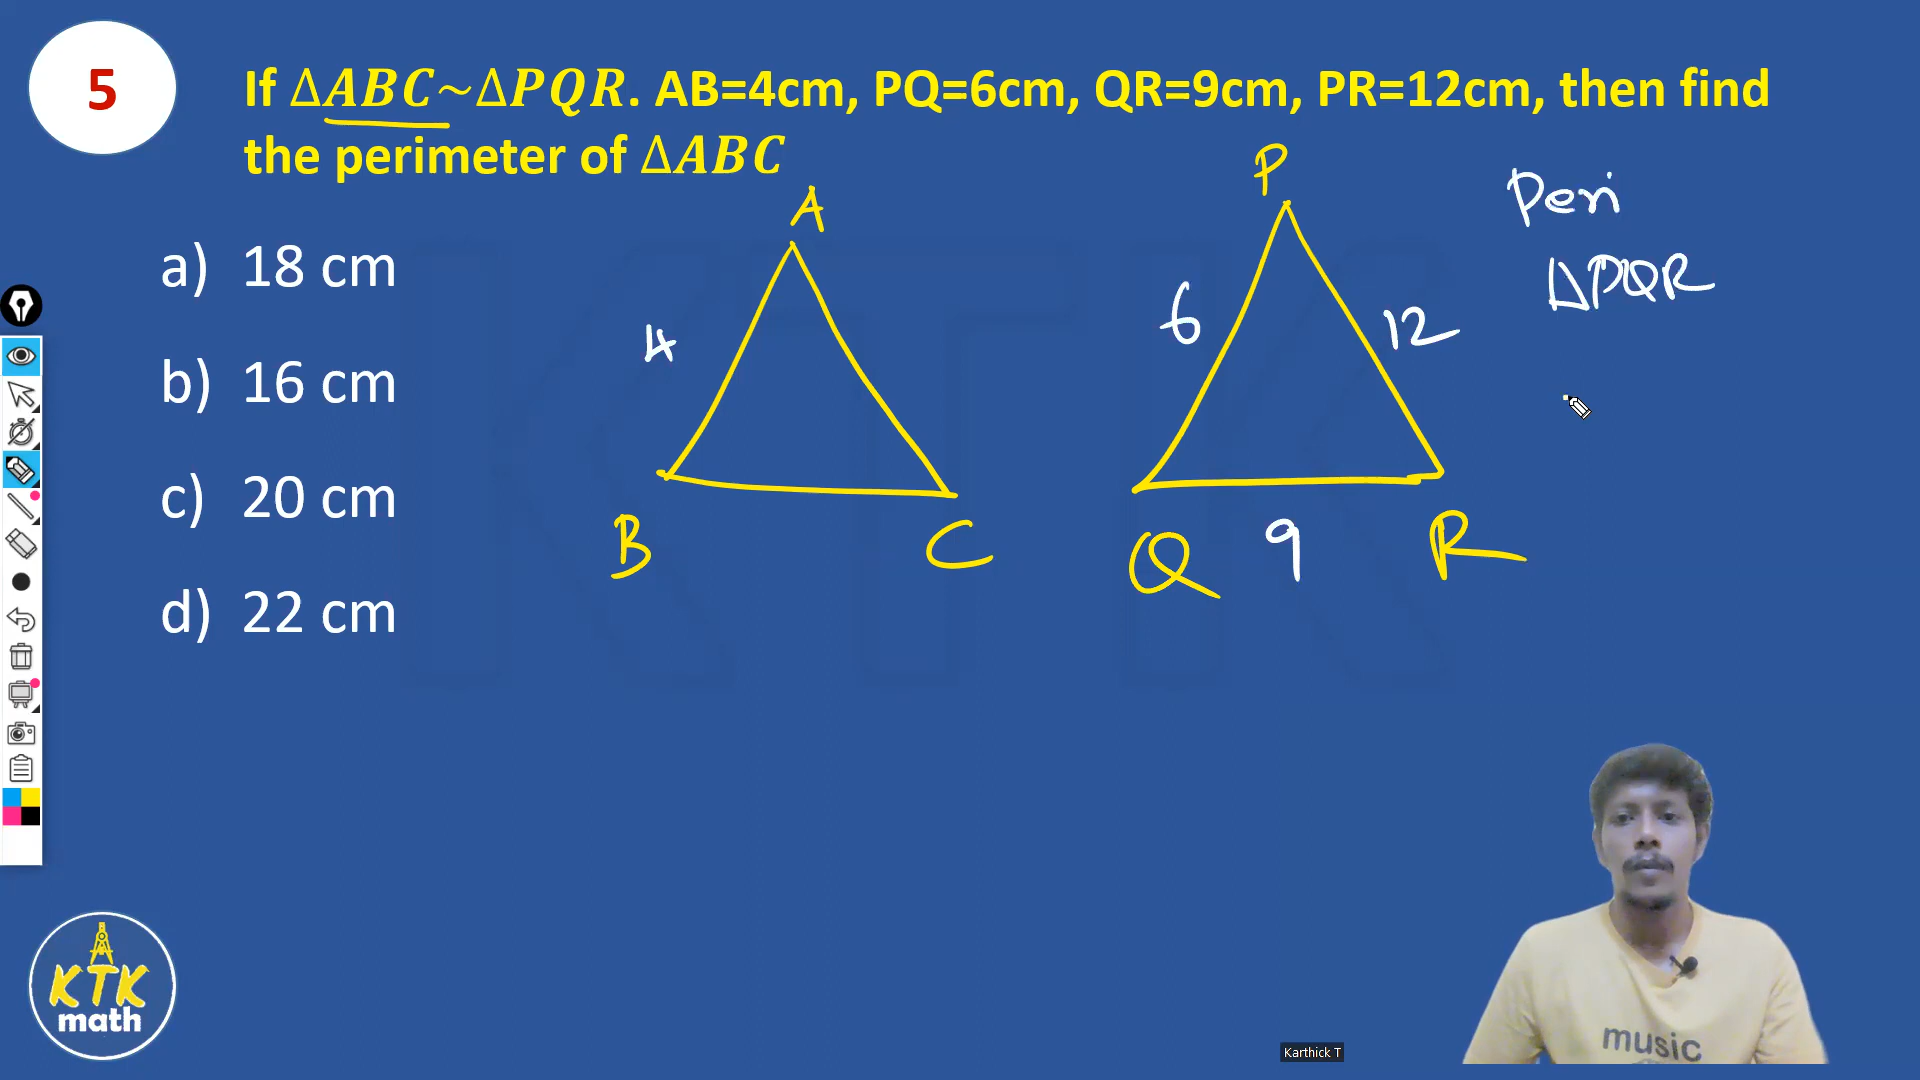 5
If ΔABC~ΔPQR. AB=4cm, PQ=6cm, QR=9cm, PR=12cm, then find
the perimeter of ΔABC
a) 18 cm
b) 16 cm
c) 20 cm
d) 22 cm
A
4
B
C
P
6
12
Q
9
R
Peri
ΔPQR
KTK
math
music
Karthick T